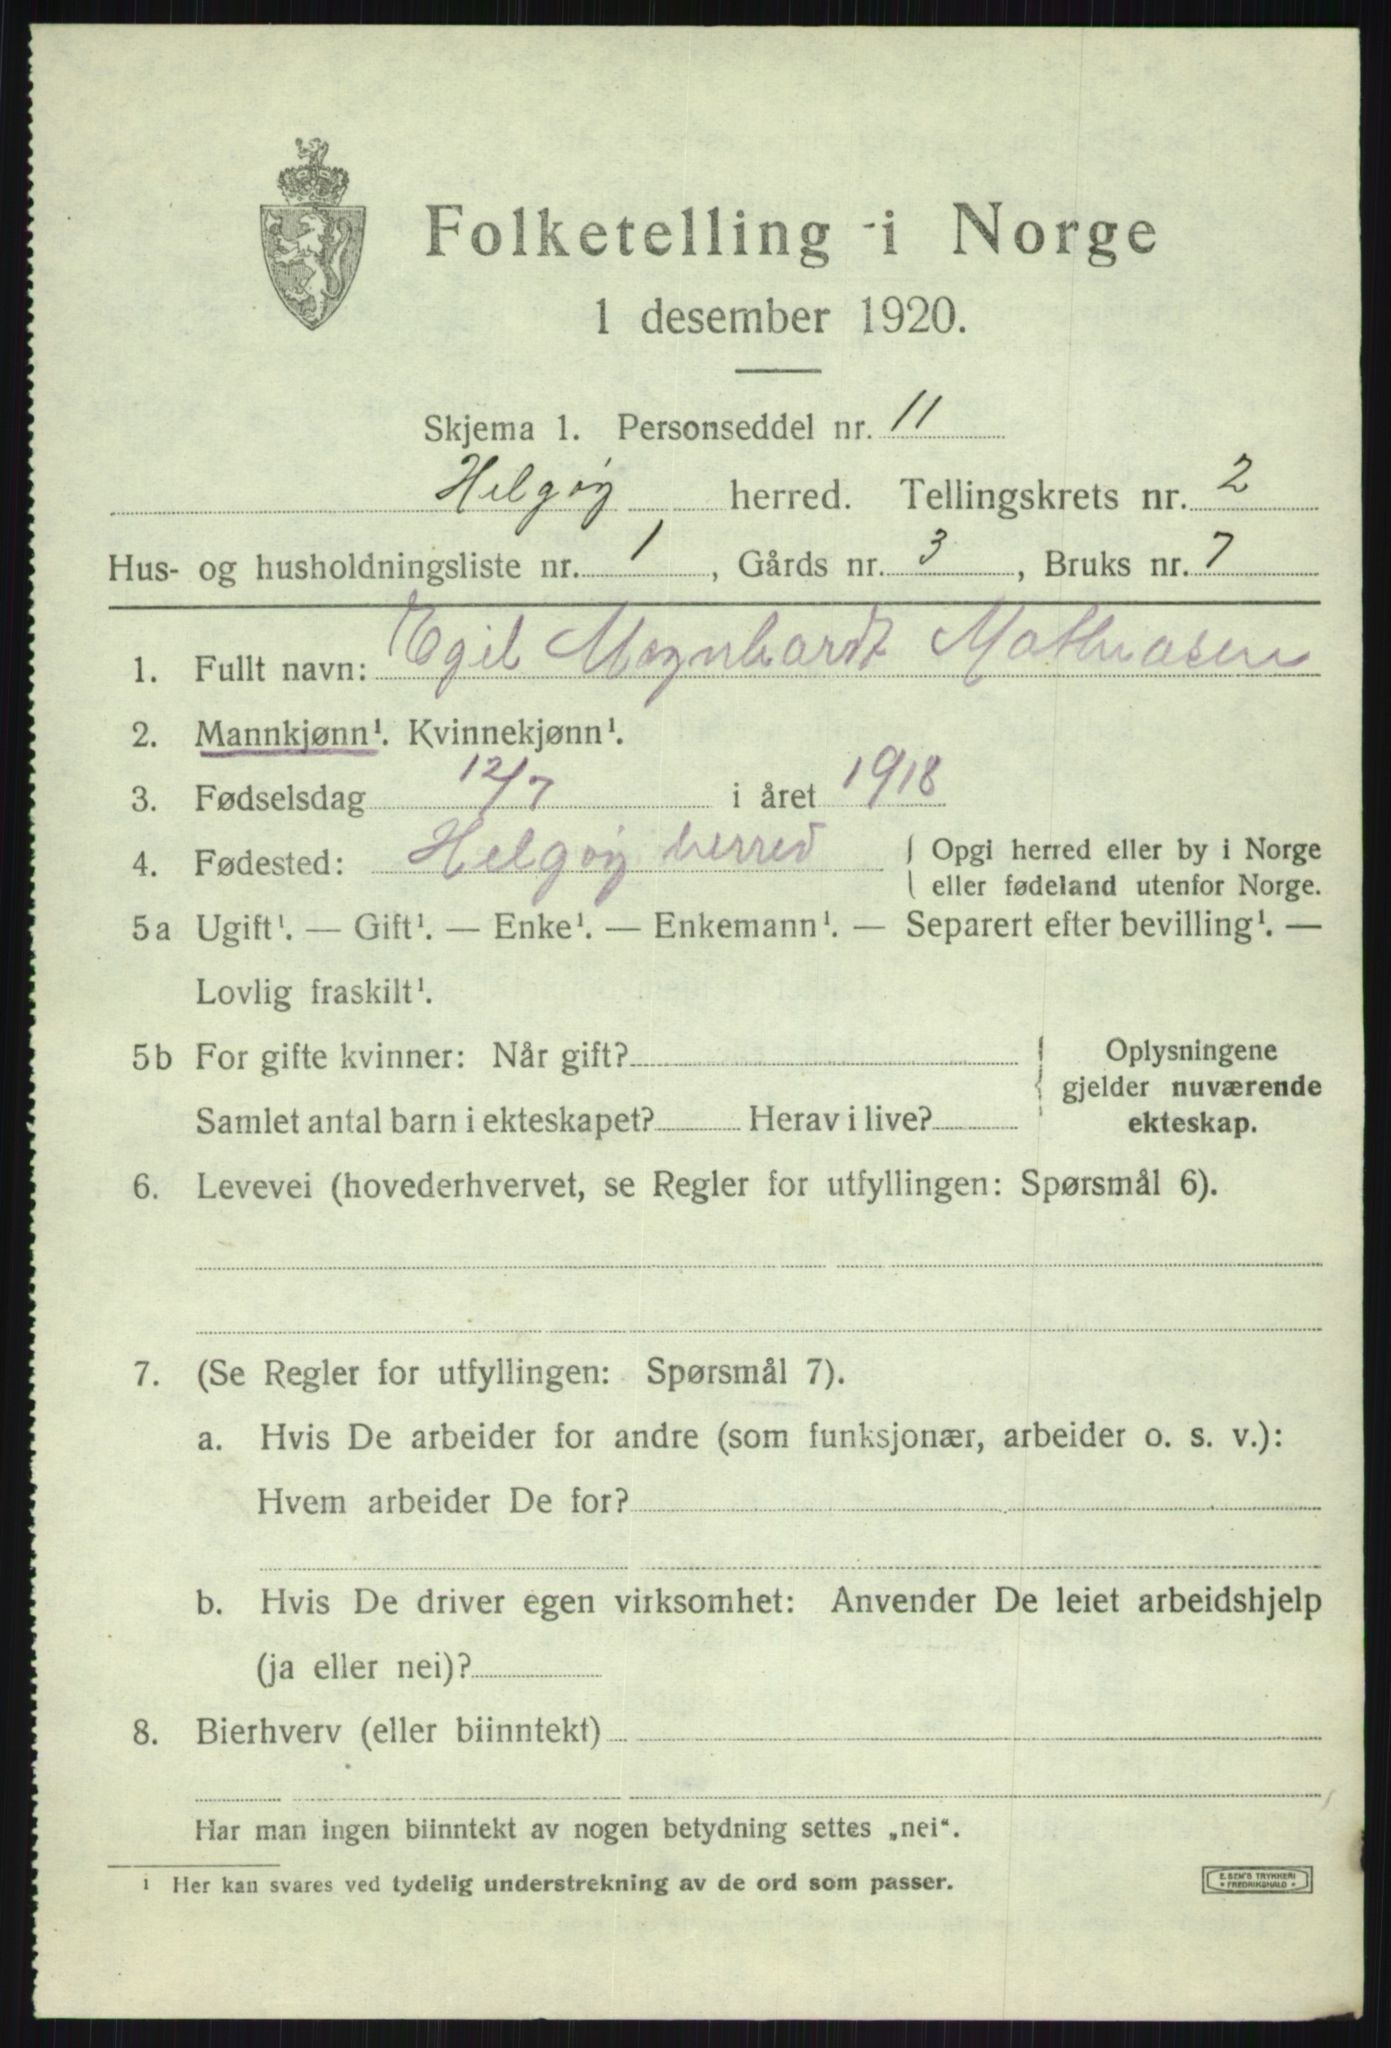 Folketelling i Norge
1 desember 1920.
Skjema 1. Personseddel nr. 11
Helgøy herred. Tellingskrets nr. 2
Hus- og husholdningsliste nr. 1, Gårds nr. 3, Bruks nr. 7
1. Fullt navn: Egil Meynhardt Mathiasen
2. Mannkjønn¹. Kvinnekjønn¹.
3. Fødselsdag 12/7 i året 1918
4. Fødested: Helgøy herred { Opgi herred eller by i Norge
eller fødeland utenfor Norge.
5a Ugift¹. — Gift¹. — Enke¹. — Enkemann¹. — Separert efter bevilling¹. —
Lovlig fraskilt¹.
5b For gifte kvinner: Når gift? { Oplysningene
gjelder nuværende
Samlet antal barn i ekteskapet? Herav i live? ekteskap.
6. Levevei (hovederhvervet, se Regler for utfyllingen: Spørsmål 6).
7. (Se Regler for utfyllingen: Spørsmål 7).
a. Hvis De arbeider for andre (som funksjonær, arbeider o. s. v.):
Hvem arbeider De for?
b. Hvis De driver egen virksomhet: Anvender De leiet arbeidshjelp
(ja eller nei)?
8. Bierhverv (eller biinntekt)
Har man ingen biinntekt av nogen betydning settes „nei“.
¹ Her kan svares ved tydelig understrekning av de ord som passer.
E. SEM'S TRYKKERI
* FREDRIKSHALD *